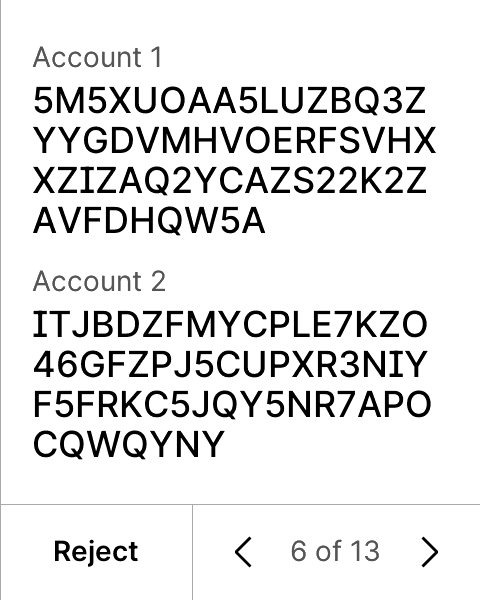 Account 1
5M5XUOAA5LUZBQ3Z
YYGDVMHVOERFSVHX
XZIZAQ2YCAZS22K2Z
AVFDHQW5A
Account 2
ITJBDZFMYCPLE7KZO
46GFZPJ5CUPXR3NIY
F5FRKC5JQY5NR7APO
CQWQYNY
Reject
6 of 13